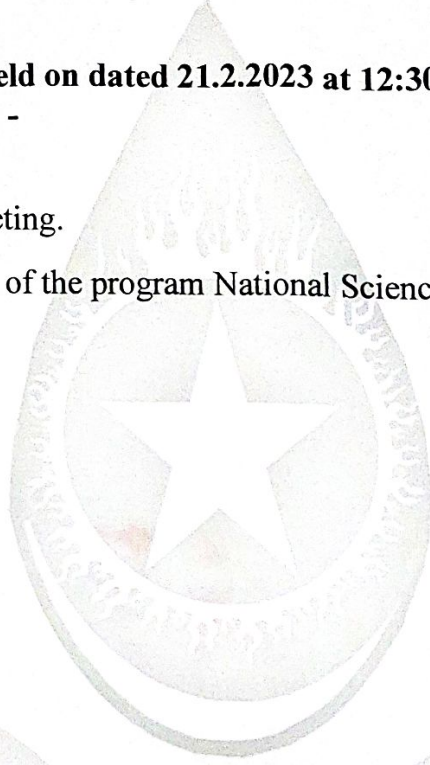 eld on dated 21.2.2023 at 12:30
-
eting.
of the program National Scienc